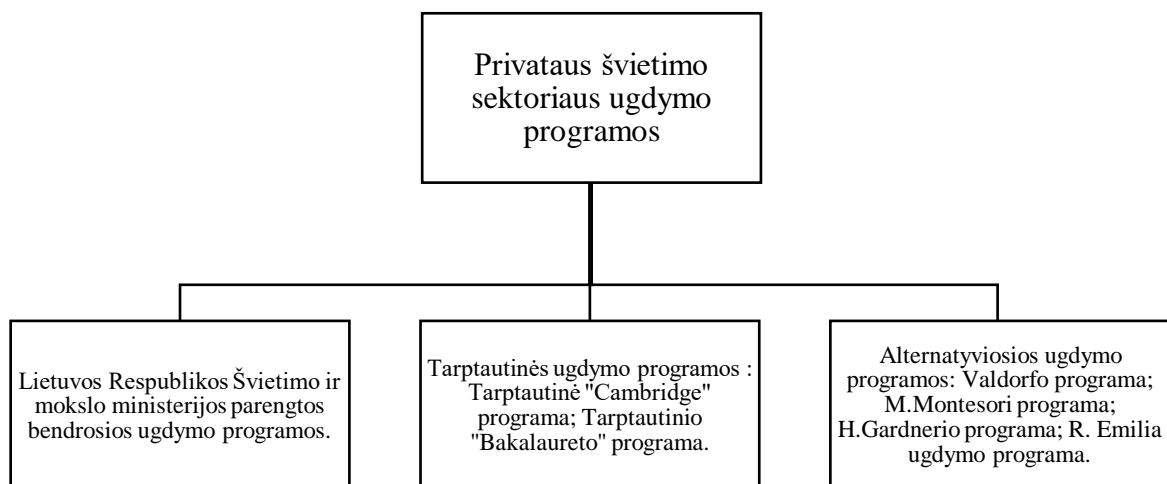 Privataus švietimo
sektoriaus ugdymo
programos
Lietuvos Respublikos Švietimo ir
mokslo ministerijos parengtos
bendrosios ugdymo programos.
Tarptautinės ugdymo programos :
Tarptautinė "Cambridge"
programa; Tarptautinio
"Bakalaureto" programa.
Alternatyviosios ugdymo
programos: Valdorfo programa;
M.Montesori programa;
H.Gardnerio programa; R. Emilia
ugdymo programa.